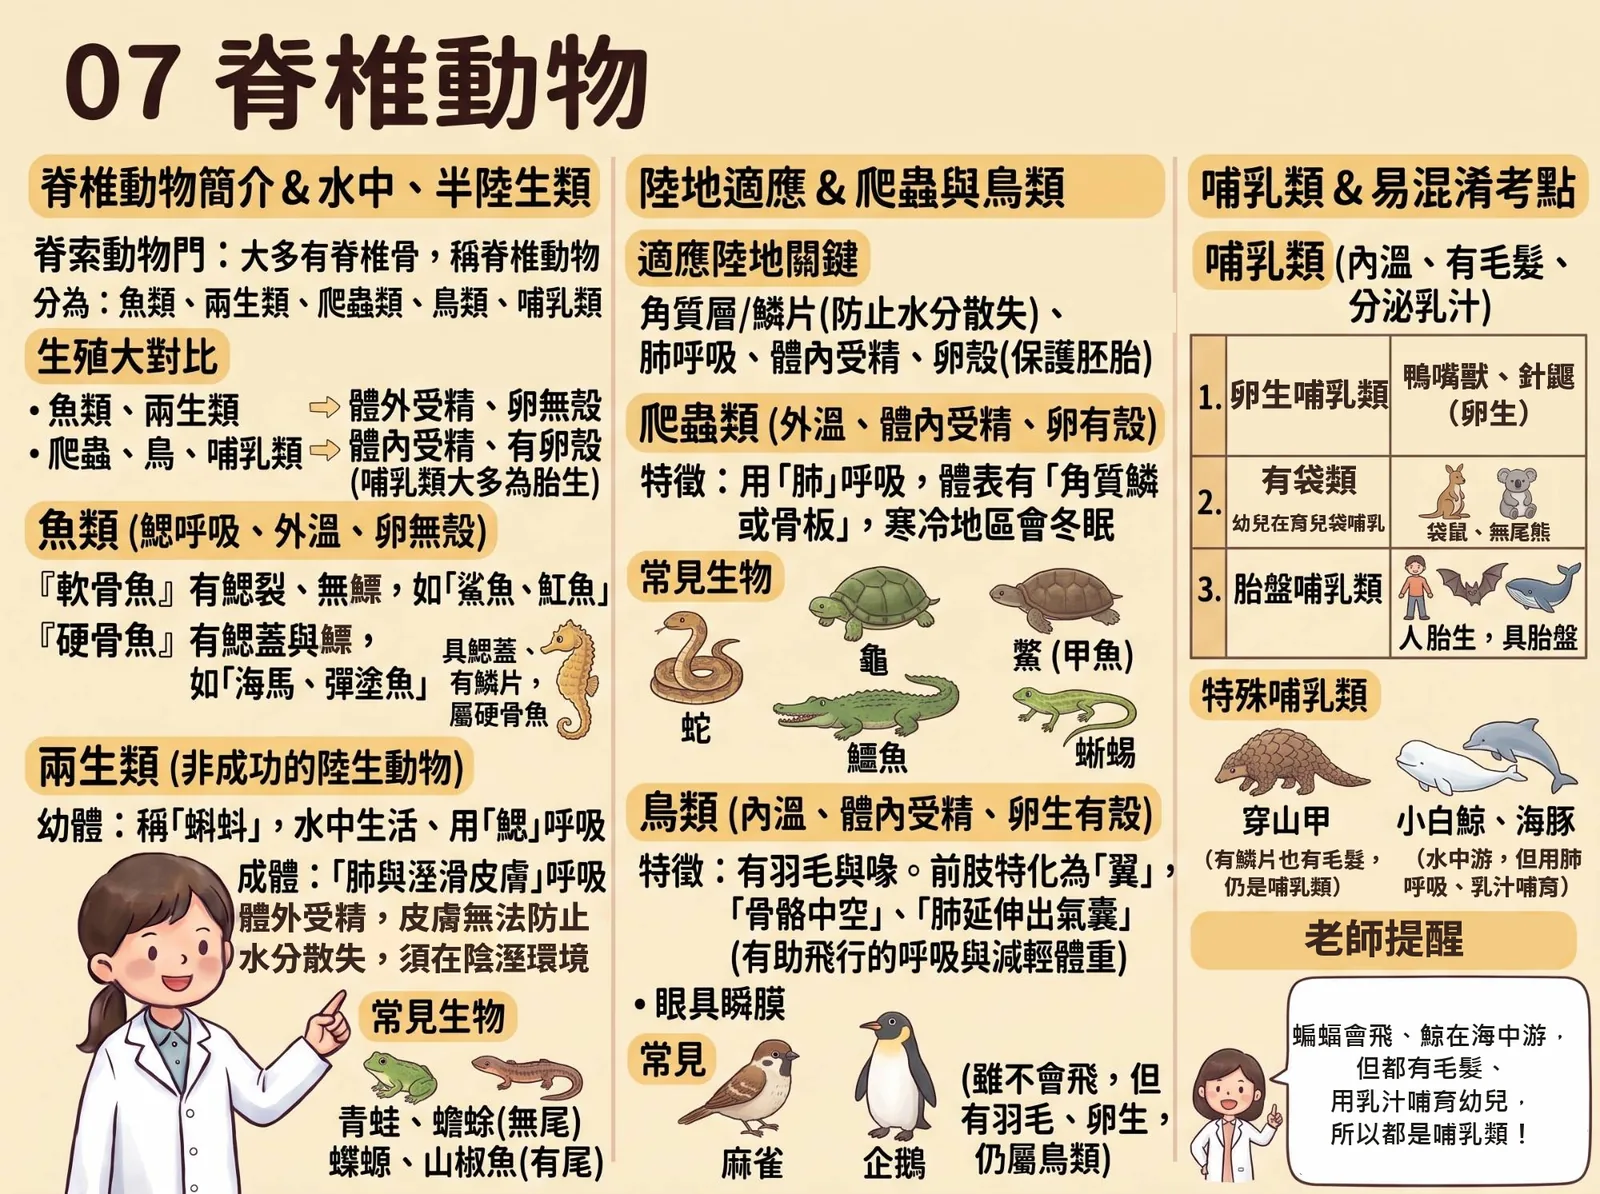 07 脊椎動物
脊椎動物簡介&水中、半陸生類
脊索動物門：大多有脊椎骨，稱脊椎動物
分為：魚類、兩生類、爬蟲類、鳥類、哺乳類
生殖大對比
• 魚類、兩生類 ⇨ 體外受精、卵無殼
• 爬蟲、鳥、哺乳類 ⇨ 體內受精、有卵殼
(哺乳類大多為胎生)
魚類 (鰓呼吸、外溫、卵無殼)
『軟骨魚』有鰓裂、無鰾，如「鯊魚、魟魚」
『硬骨魚』有鰓蓋與鰾，
如「海馬、彈塗魚」
具鰓蓋、
有鱗片，
屬硬骨魚
兩生類 (非成功的陸生動物)
幼體：稱「蝌蚪」，水中生活、用「鰓」呼吸
成體：「肺與溼滑皮膚」呼吸
體外受精，皮膚無法防止
水分散失，須在陰溼環境
常見生物
青蛙、蟾蜍(無尾)
蠑螈、山椒魚(有尾)
陸地適應 & 爬蟲與鳥類
適應陸地關鍵
角質層/鱗片(防止水分散失)、
肺呼吸、體內受精、卵殼(保護胚胎)
爬蟲類 (外溫、體內受精、卵有殼)
特徵：用「肺」呼吸，體表有「角質鱗
或骨板」，寒冷地區會冬眠
常見生物
龜
鱉 (甲魚)
蛇
鱷魚
蜥蜴
鳥類 (內溫、體內受精、卵生有殼)
特徵：有羽毛與喙。前肢特化為「翼」，
「骨骼中空」、「肺延伸出氣囊」
(有助飛行的呼吸與減輕體重)
• 眼具瞬膜
常見
麻雀
企鵝
(雖不會飛，但
有羽毛、卵生，
仍屬鳥類)
哺乳類 & 易混淆考點
哺乳類 (內溫、有毛髮、
分泌乳汁)
1. 卵生哺乳類
鴨嘴獸、針鼴
(卵生)
2. 有袋類
幼兒在育兒袋哺乳
袋鼠、無尾熊
3. 胎盤哺乳類
人胎生，具胎盤
特殊哺乳類
穿山甲
(有鱗片也有毛髮，
仍是哺乳類)
小白鯨、海豚
(水中游，但用肺
呼吸、乳汁哺育)
老師提醒
蝙蝠會飛、鯨在海中游，
但都有毛髮、
用乳汁哺育幼兒，
所以都是哺乳類！